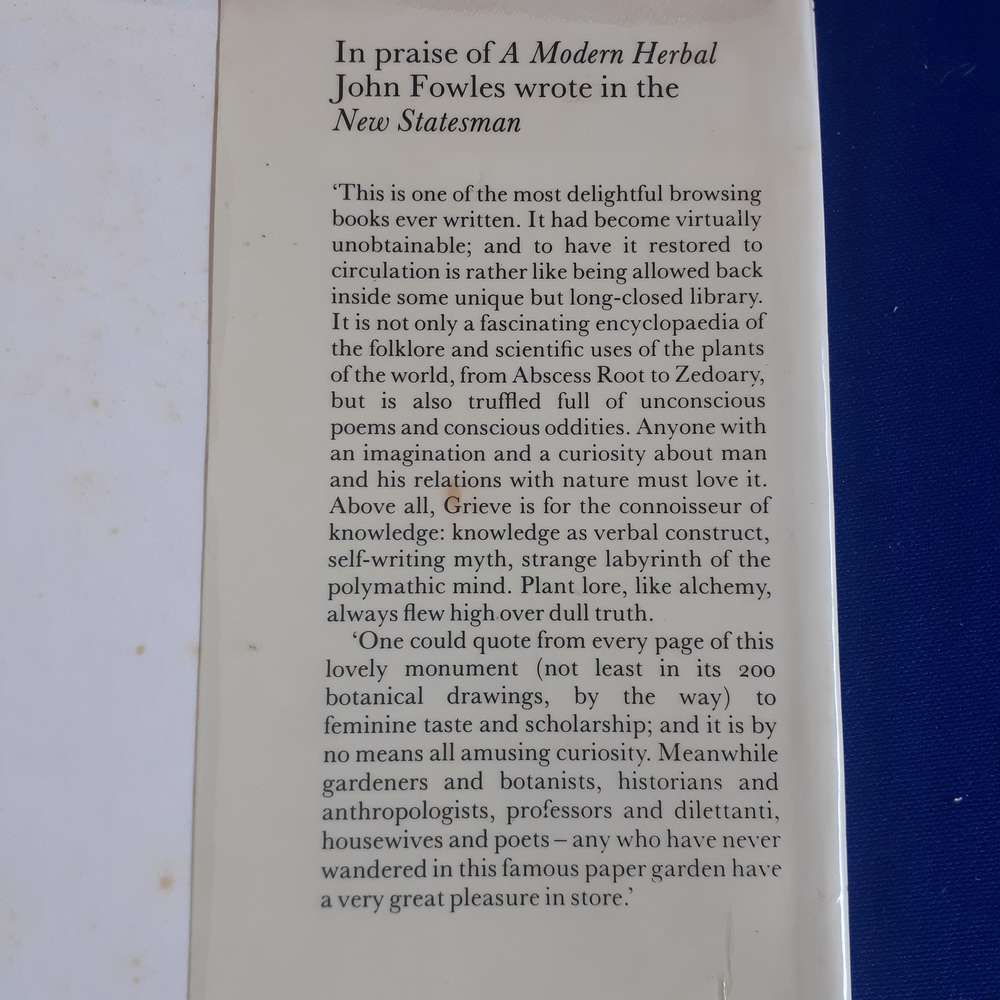 In praise of A Modern Herbal
John Fowles wrote in the
New Statesman
‘This is one of the most delightful browsing
books ever written. It had become virtually
unobtainable; and to have it restored to
circulation is rather like being allowed back
inside some unique but long-closed library.
It is not only a fascinating encyclopaedia of
the folklore and scientific uses of the plants
of the world, from Abscess Root to Zedoary,
but is also truffled full of unconscious
poems and conscious oddities. Anyone with
an imagination and a curiosity about man
and his relations with nature must love it.
Above all, Grieve is for the connoisseur of
knowledge: knowledge as verbal construct,
self-writing myth, strange labyrinth of the
polymathic mind. Plant lore, like alchemy,
always flew high over dull truth.
‘One could quote from every page of this
lovely monument (not least in its 200
botanical drawings, by the way) to
feminine taste and scholarship; and it is by
no means all amusing curiosity. Meanwhile
gardeners and botanists, historians and
anthropologists, professors and dilettanti,
housewives and poets – any who have never
wandered in this famous paper garden have
a very great pleasure in store.’